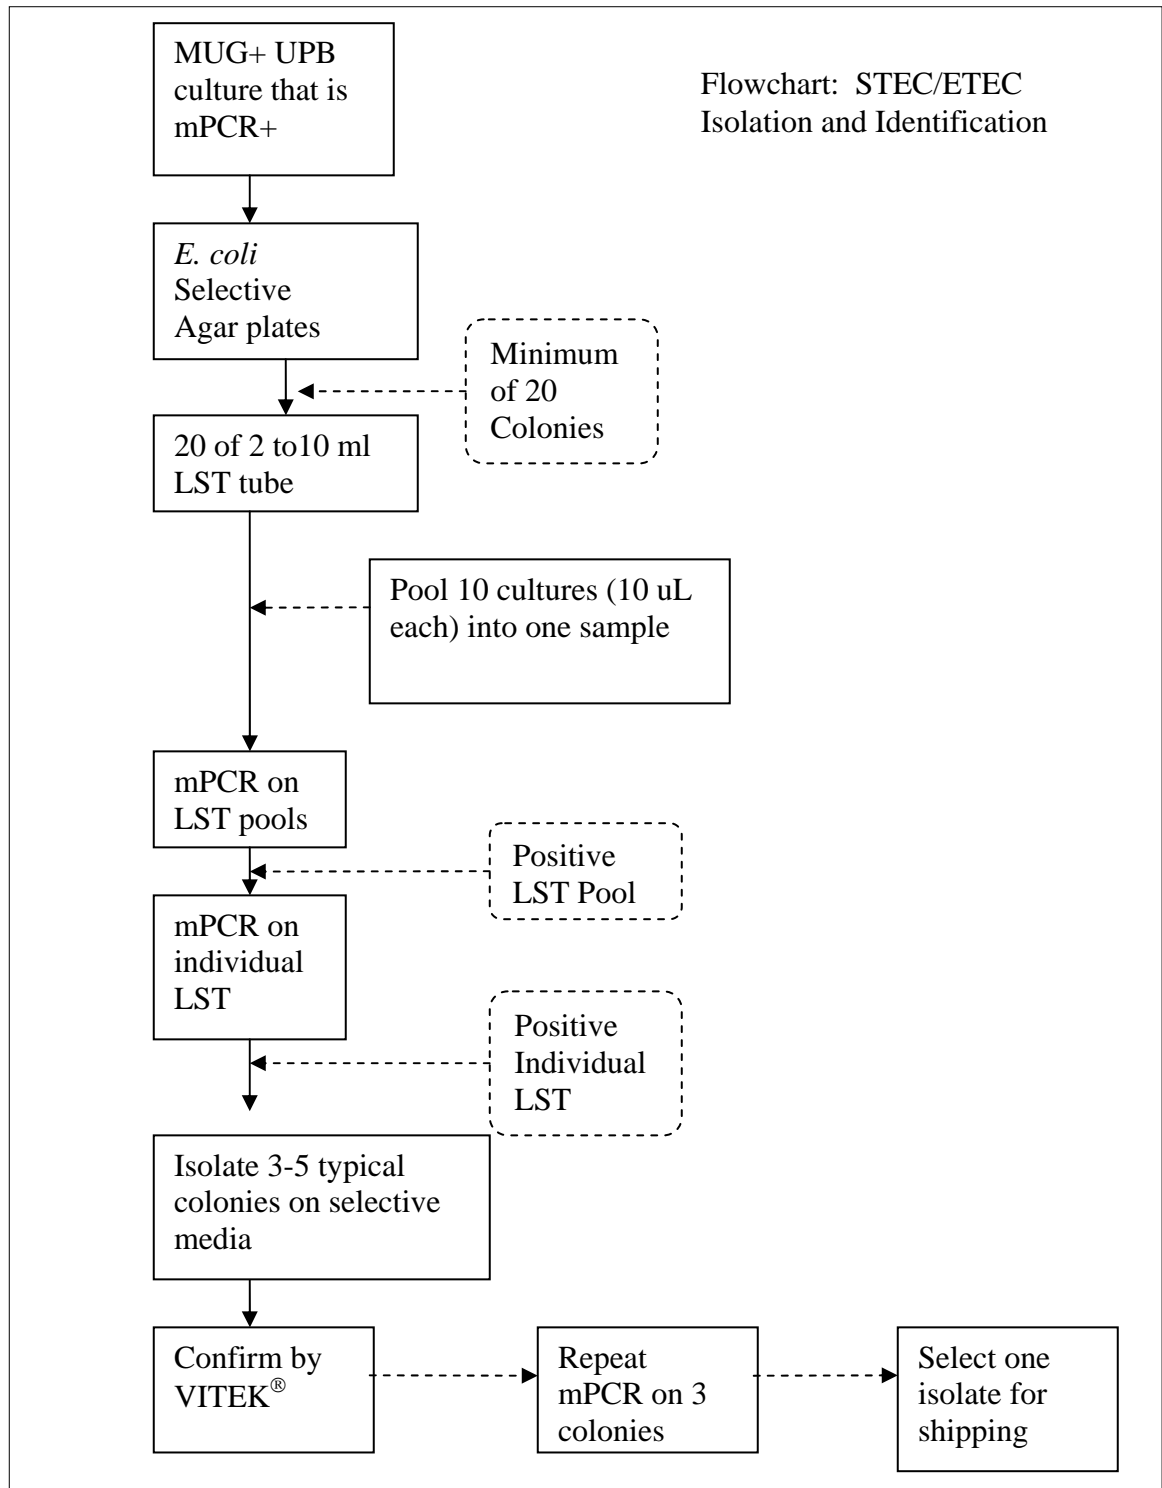 MUG+ UPB
culture that is
mPCR+
Flowchart:  STEC/ETEC
Isolation and Identification
E. coli
Selective
Agar plates
Minimum
of 20
Colonies
20 of 2 to10 ml
LST tube
Pool 10 cultures (10 uL
each) into one sample
mPCR on
LST pools
Positive
LST Pool
mPCR on
individual
LST
Positive
Individual
LST
Isolate 3-5 typical
colonies on selective
media
Confirm by
VITEK®
Repeat
mPCR on 3
colonies
Select one
isolate for
shipping